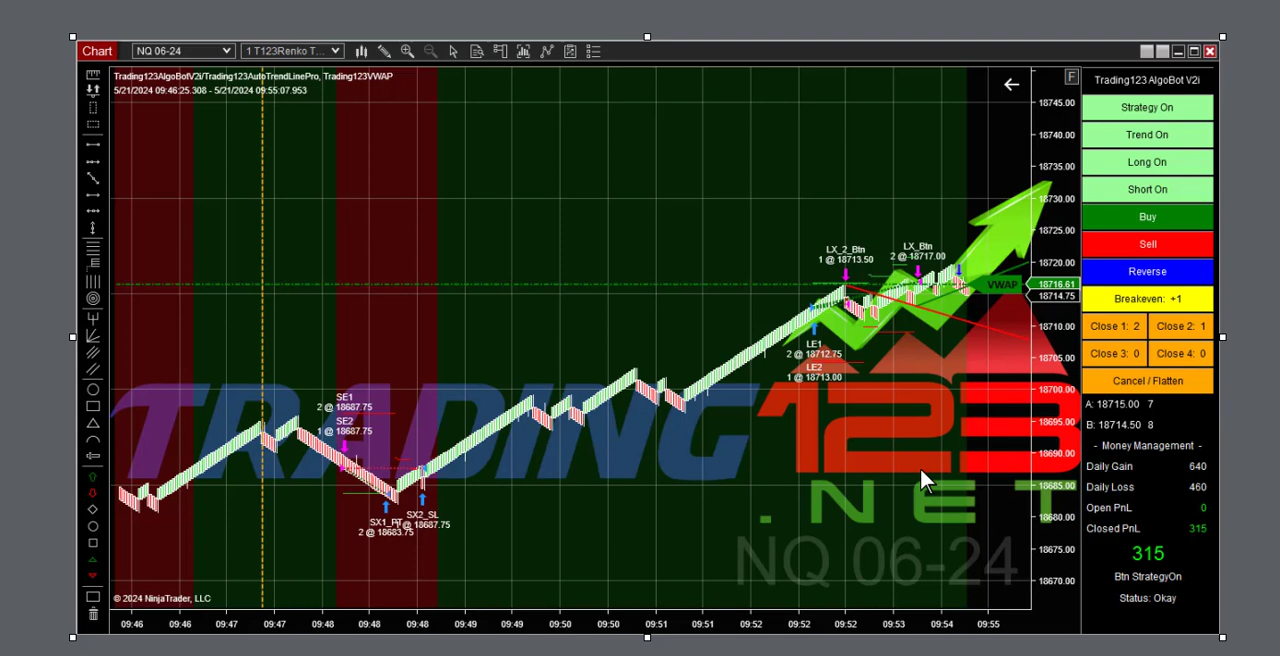 Chart
NQ 06-24
1 T123Renko T...
Trading123AlgoBotV2i/Trading123AutoTrendLinePro, Trading123VWAP
5/21/2024 09:46:25.308 - 5/21/2024 09:55:07.953
F
Trading123 AlgoBot V2i
Strategy On
Trend On
Long On
Short On
Buy
Sell
Reverse
Breakeven: +1
Close 1: 2
Close 2: 1
Close 3: 0
Close 4: 0
Cancel / Flatten
A: 18715.00 7
B: 18714.50 8
- Money Management -
Daily Gain 640
Daily Loss 460
Open PnL 0
Closed PnL 315
315
Btn StrategyOn
Status: Okay
18745.00
18740.00
18735.00
18730.00
18725.00
18720.00
18716.61
18714.75
18710.00
18705.00
18700.00
18695.00
18690.00
18685.00
18680.00
18675.00
18670.00
VWAP
LX_2_Btn
1 @ 18713.50
LX_Btn
2 @ 18717.00
LE1
2 @ 18712.75
LE2
1 @ 18713.00
SE1
2 @ 18687.75
SE2
1 @ 18687.75
SX1_PT
2 @ 18683.75
SX2_SL
1 @ 18687.75
TRADING 123
.NET
NQ 06-24
© 2024 NinjaTrader, LLC
09:46 09:46 09:47 09:47 09:48 09:48 09:48 09:49 09:49 09:50 09:50 09:51 09:51 09:52 09:52 09:52 09:53 09:54 09:55